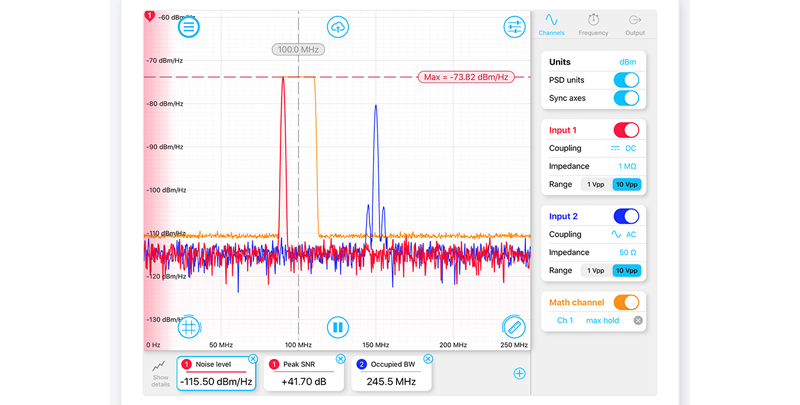 1
-60 dBm/Hz
100.0 MHz
-70 dBm/Hz
Max = -73.82 dBm/Hz
-80 dBm/Hz
-90 dBm/Hz
-100 dBm/Hz
-110 dBm/Hz
-120 dBm/Hz
-130 dBm/Hz
0 Hz
50 MHz
100 MHz
150 MHz
200 MHz
250 MHz
Show
details
1 Noise level
-115.50 dBm/Hz
1 Peak SNR
+41.70 dB
2 Occupied BW
245.5 MHz
Channels
Frequency
Output
Units dBm
PSD units
Sync axes
Input 1
Coupling DC
Impedance 1 MΩ
Range 1 Vpp 10 Vpp
Input 2
Coupling AC
Impedance 50 Ω
Range 1 Vpp 10 Vpp
Math channel
Ch 1 max hold